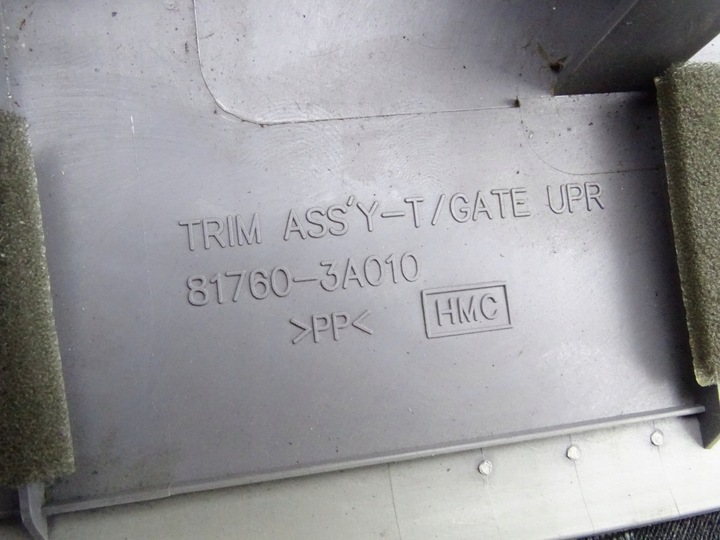 TRIM ASS'Y-T/GATE UPR
81760-3A010
>PP< HMC